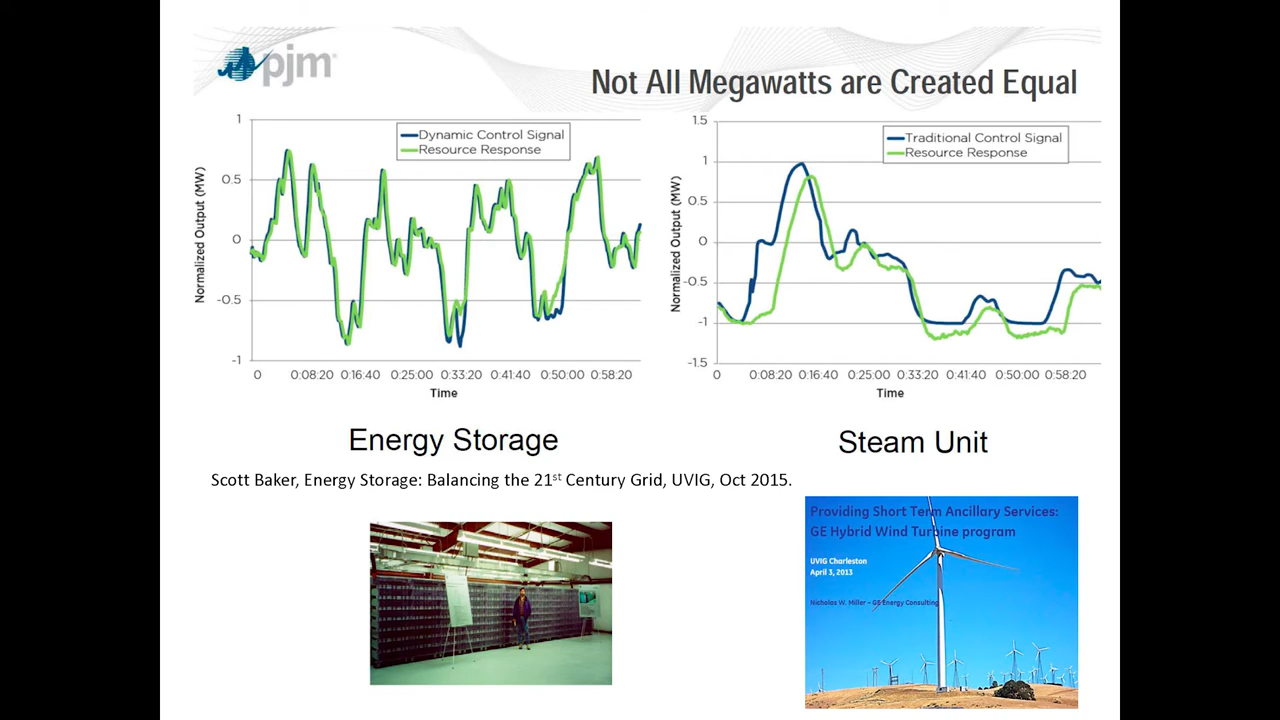 pjm
Not All Megawatts are Created Equal
1
0.5
0
-0.5
-1
Normalized Output (MW)
Dynamic Control Signal
Resource Response
0 0:08:20 0:16:40 0:25:00 0:33:20 0:41:40 0:50:00 0:58:20
Time
1.5
1
0.5
0
-0.5
-1
-1.5
Normalized Output (MW)
Traditional Control Signal
Resource Response
0 0:08:20 0:16:40 0:25:00 0:33:20 0:41:40 0:50:00 0:58:20
Time
Energy Storage
Steam Unit
Scott Baker, Energy Storage: Balancing the 21st Century Grid, UVIG, Oct 2015.
Providing Short Term Ancillary Services:
GE Hybrid Wind Turbine program
UVIG Charleston
April 3, 2013
Nicholas W. Miller – GE Energy Consulting